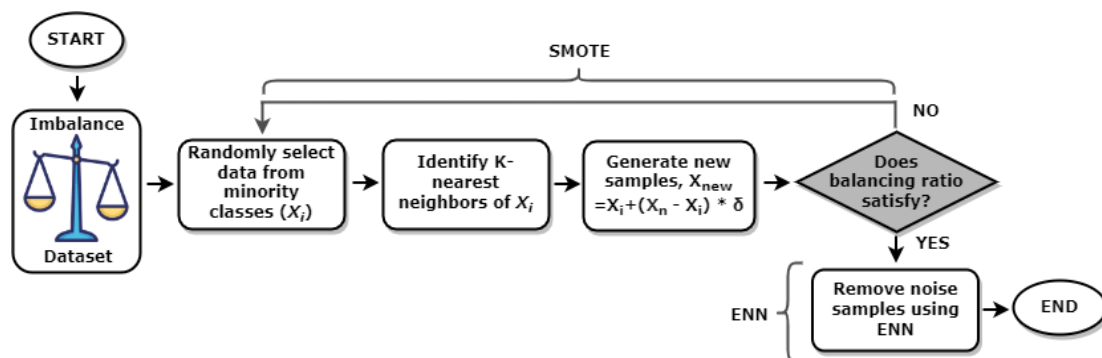 START
SMOTE
Imbalance
Dataset
Randomly select
data from
minority
classes (Xi)
Identify K-
nearest
neighbors of Xi
Generate new
samples, Xnew
=Xi+(Xn - Xi) * δ
Does
balancing ratio
satisfy?
NO
YES
ENN
Remove noise
samples using
ENN
END